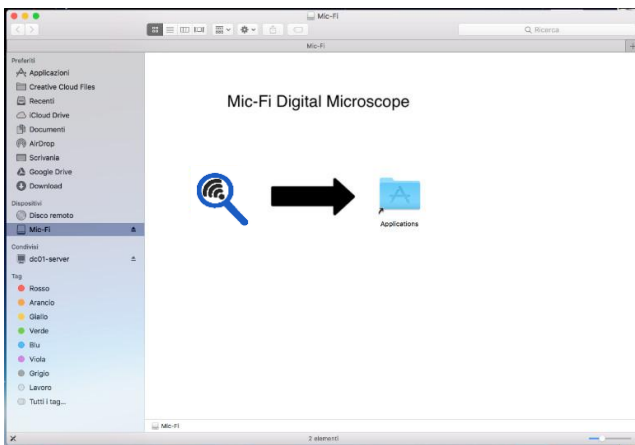 Mic-Fi
Ricerca
Mic-Fi
Preferiti
Applicazioni
Creative Cloud Files
Recenti
iCloud Drive
Documenti
AirDrop
Scrivania
Google Drive
Download
Dispositivi
Disco remoto
Mic-Fi
Condivisi
dc01-server
Tag
Rosso
Arancio
Giallo
Verde
Blu
Viola
Grigio
Lavoro
Tutti i tag...
Mic-Fi Digital Microscope
Applications
Mic-Fi
2 elementi